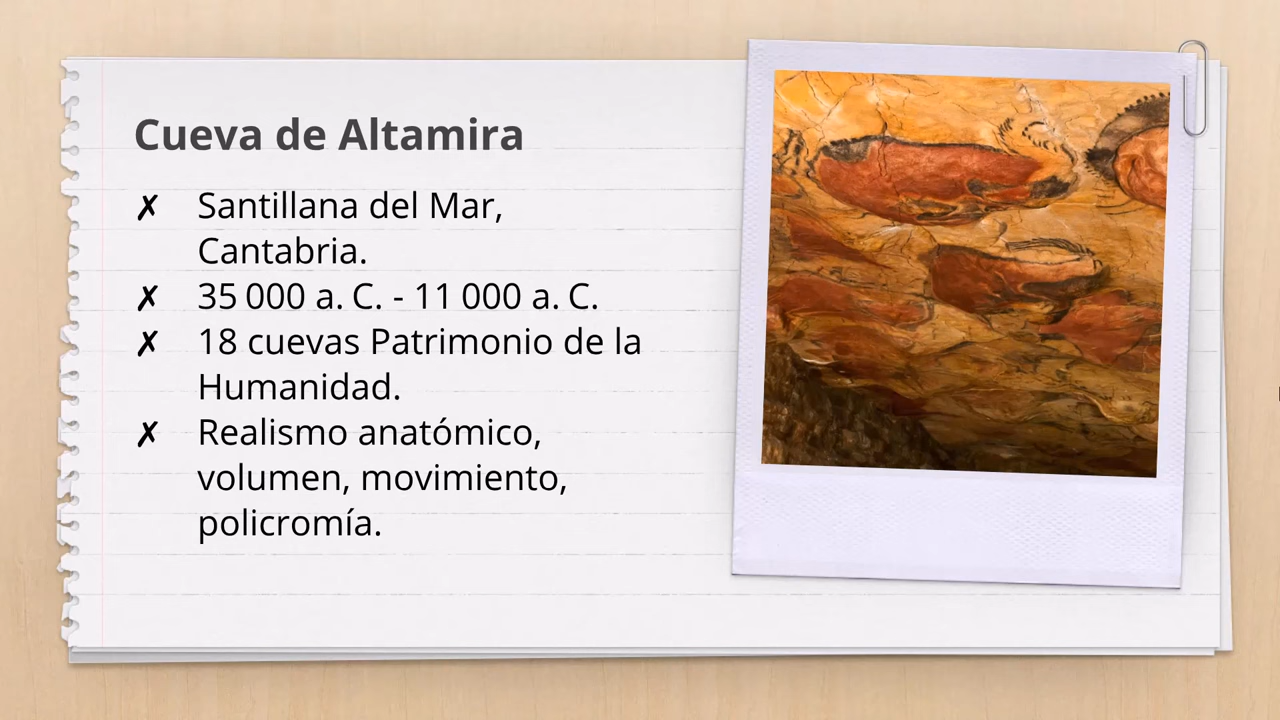 Cueva de Altamira
✗ Santillana del Mar,
Cantabria.
✗ 35 000 a. C. - 11 000 a. C.
✗ 18 cuevas Patrimonio de la
Humanidad.
✗ Realismo anatómico,
volumen, movimiento,
policromía.